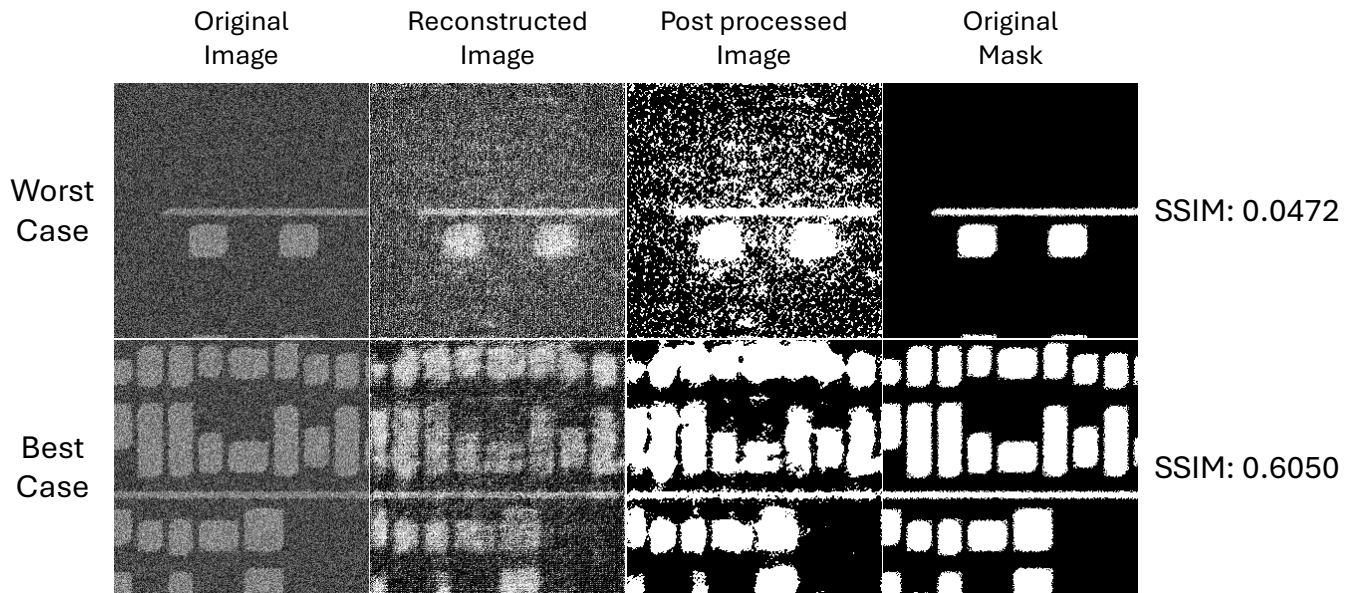 Original
Image
Reconstructed
Image
Post processed
Image
Original
Mask
Worst
Case
SSIM: 0.0472
Best
Case
SSIM: 0.6050